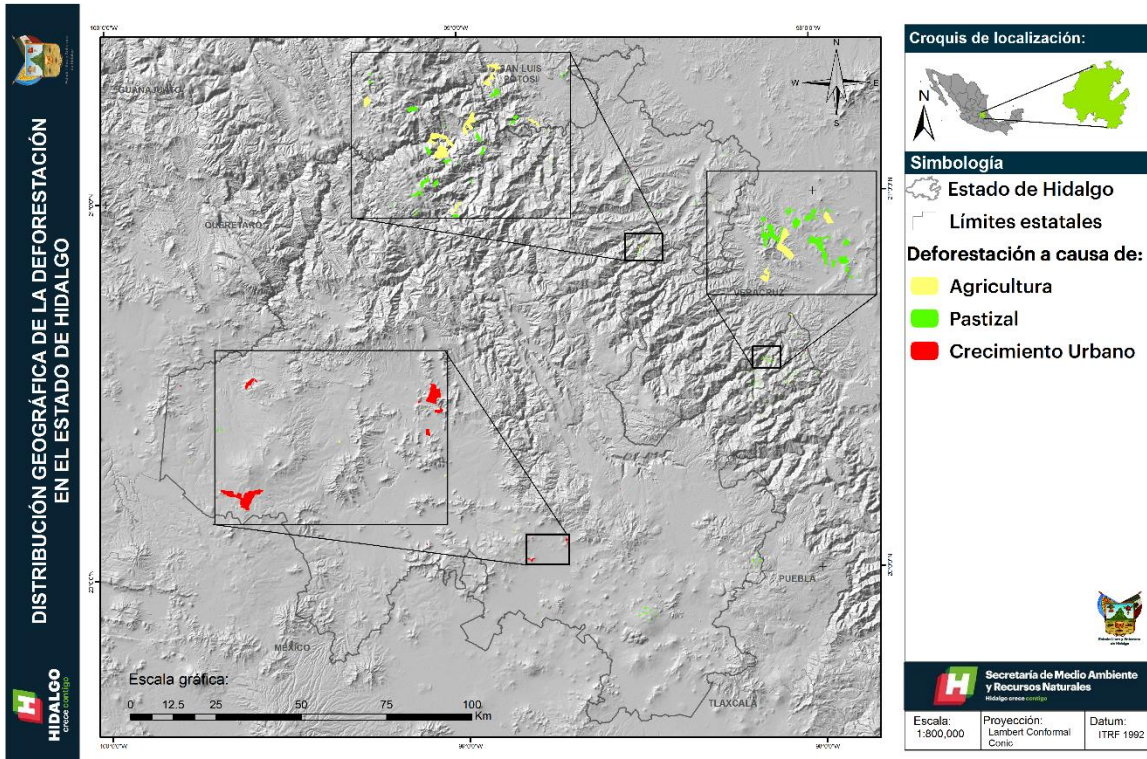 DISTRIBUCIÓN GEOGRÁFICA DE LA DEFORESTACIÓN
EN EL ESTADO DE HIDALGO
HIDALGO
crece contigo
GUANAJUATO
SAN LUIS
POTOSI
QUERETARO
VERACRUZ
PUEBLA
MÉXICO
TLAXCALA
N
W
E
S
Escala gráfica:
0 12.5 25 50 75 100
Km
Croquis de localización:
N
Simbología
Estado de Hidalgo
Límites estatales
Deforestación a causa de:
Agricultura
Pastizal
Crecimiento Urbano
Secretaría de Medio Ambiente
y Recursos Naturales
Hidalgo crece contigo
Escala:
1:800,000
Proyección:
Lambert Conformal
Conic
Datum:
ITRF 1992